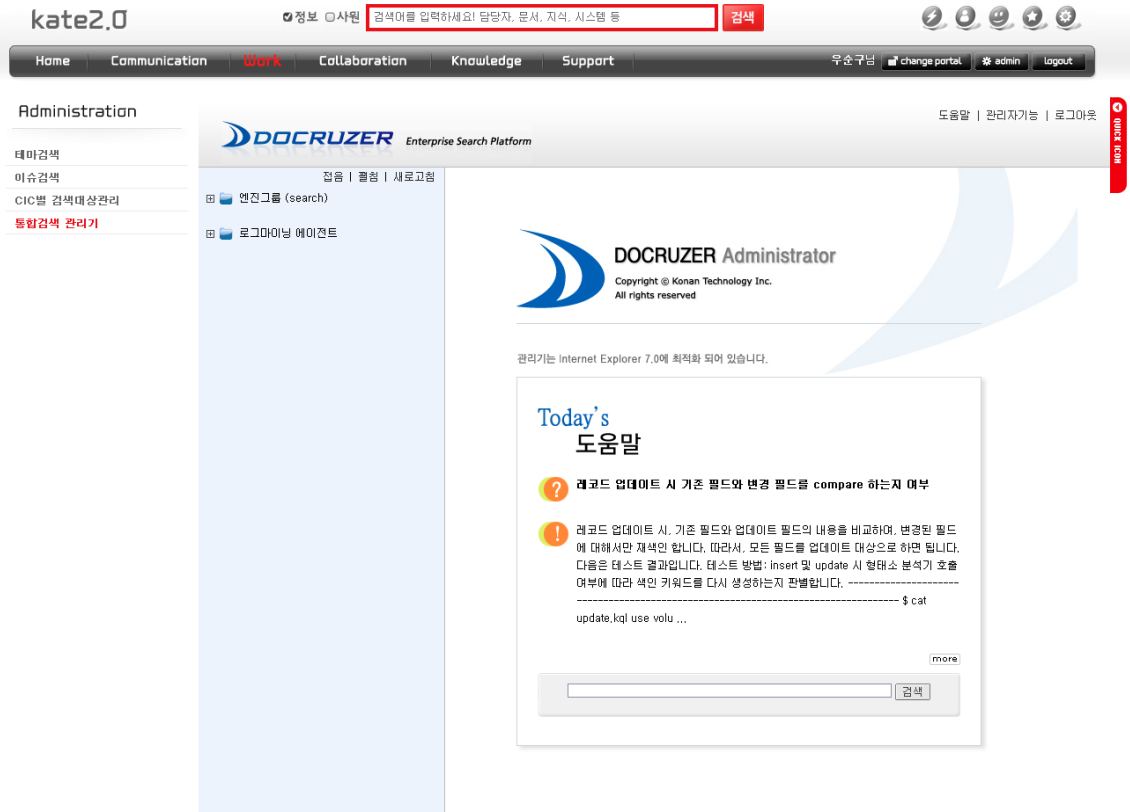 kate2.0
정보 사원 검색어를 입력하세요! 담당자, 문서, 지식, 시스템 등 검색
Home Communication Work Collaboration Knowledge Support 우순구님 change portal admin logout
Administration
테마검색
이슈검색
CIC별 검색대상관리
통합검색 관리기
도움말 | 관리자기능 | 로그아웃
QUICK ICON
DOCRUZER Enterprise Search Platform
접음 | 펼침 | 새로고침
엔진그룹 (search)
로그마이닝 에이전트
DOCRUZER Administrator
Copyright © Konan Technology Inc.
All rights reserved
관리기는 Internet Explorer 7.0에 최적화 되어 있습니다.
Today's
도움말
레코드 업데이트 시 기존 필드와 변경 필드를 compare 하는지 여부
레코드 업데이트 시, 기존 필드와 업데이트 필드의 내용을 비교하여, 변경된 필드
에 대해서만 재색인 합니다. 따라서, 모든 필드를 업데이트 대상으로 하면 됩니다.
다음은 테스트 결과입니다. 테스트 방법: insert 및 update 시 형태소 분석기 호출
여부에 따라 색인 키워드를 다시 생성하는지 판별합니다. ---------------------
------------------------------------------------------------- $ cat
update.kql use volu ...
more
검색